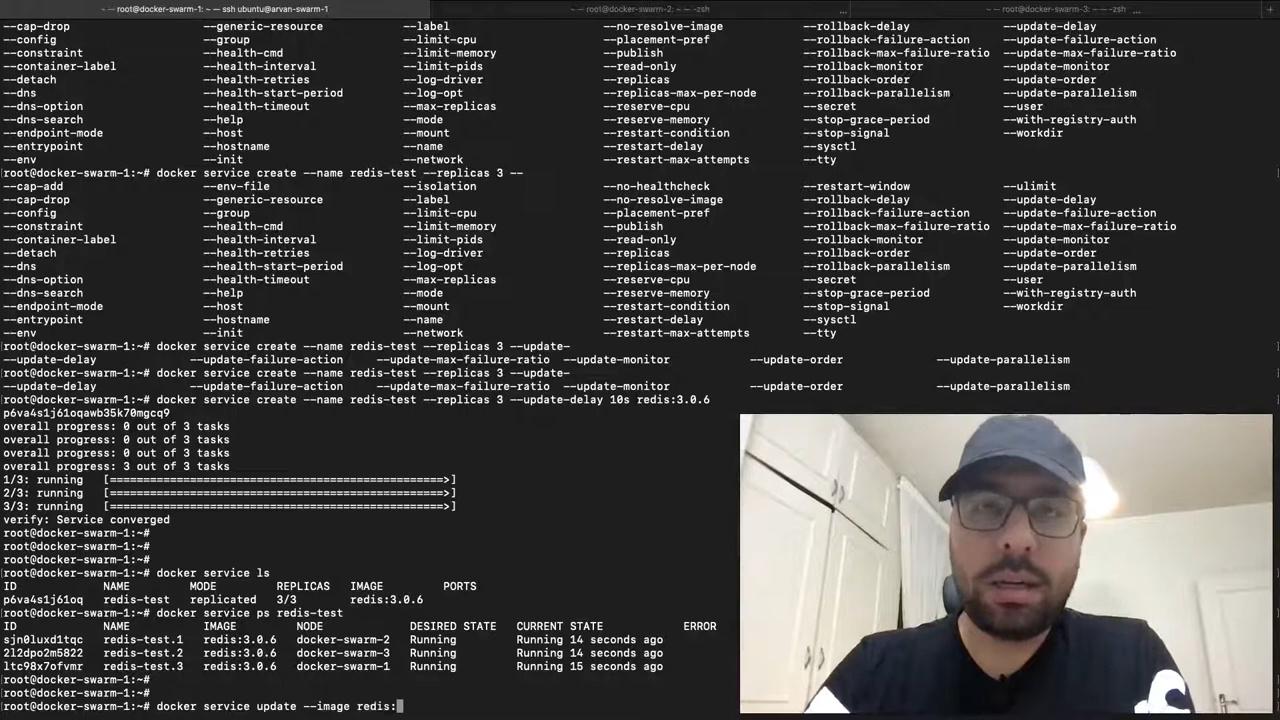 ~ — root@docker-swarm-1: ~ — ssh ubuntu@arvan-swarm-1 ~ — root@docker-swarm-2: ~ — -zsh ... ~ — root@docker-swarm-3: ~ — -zsh ... +
--cap-drop --generic-resource --label --no-resolve-image --rollback-delay --update-delay
--config --group --limit-cpu --placement-pref --rollback-failure-action --update-failure-action
--constraint --health-cmd --limit-memory --publish --rollback-max-failure-ratio --update-max-failure-ratio
--container-label --health-interval --limit-pids --read-only --rollback-monitor --update-monitor
--detach --health-retries --log-driver --replicas --rollback-order --update-order
--dns --health-start-period --log-opt --replicas-max-per-node --rollback-parallelism --update-parallelism
--dns-option --health-timeout --max-replicas --reserve-cpu --secret --user
--dns-search --help --mode --reserve-memory --stop-grace-period --with-registry-auth
--endpoint-mode --host --mount --restart-condition --stop-signal --workdir
--entrypoint --hostname --name --restart-delay --sysctl
--env --init --network --restart-max-attempts --tty
[root@docker-swarm-1:~# docker service create --name redis-test --replicas 3 --
--cap-add --env-file --isolation --no-healthcheck --restart-window --ulimit
--cap-drop --generic-resource --label --no-resolve-image --rollback-delay --update-delay
--config --group --limit-cpu --placement-pref --rollback-failure-action --update-failure-action
--constraint --health-cmd --limit-memory --publish --rollback-max-failure-ratio --update-max-failure-ratio
--container-label --health-interval --limit-pids --read-only --rollback-monitor --update-monitor
--detach --health-retries --log-driver --replicas --rollback-order --update-order
--dns --health-start-period --log-opt --replicas-max-per-node --rollback-parallelism --update-parallelism
--dns-option --health-timeout --max-replicas --reserve-cpu --secret --user
--dns-search --help --mode --reserve-memory --stop-grace-period --with-registry-auth
--endpoint-mode --host --mount --restart-condition --stop-signal --workdir
--entrypoint --hostname --name --restart-delay --sysctl
--env --init --network --restart-max-attempts --tty
[root@docker-swarm-1:~# docker service create --name redis-test --replicas 3 --update-
--update-delay --update-failure-action --update-max-failure-ratio --update-monitor --update-order --update-parallelism
[root@docker-swarm-1:~# docker service create --name redis-test --replicas 3 --update-
--update-delay --update-failure-action --update-max-failure-ratio --update-monitor --update-order --update-parallelism
[root@docker-swarm-1:~# docker service create --name redis-test --replicas 3 --update-delay 10s redis:3.0.6
p6va4s1j61oqawb35k70mgcq9
overall progress: 0 out of 3 tasks
overall progress: 0 out of 3 tasks
overall progress: 0 out of 3 tasks
overall progress: 3 out of 3 tasks
1/3: running [==================================================>]
2/3: running [==================================================>]
3/3: running [==================================================>]
verify: Service converged
[root@docker-swarm-1:~#
[root@docker-swarm-1:~#
[root@docker-swarm-1:~#
[root@docker-swarm-1:~# docker service ls
ID NAME MODE REPLICAS IMAGE PORTS
p6va4s1j61oq redis-test replicated 3/3 redis:3.0.6
[root@docker-swarm-1:~# docker service ps redis-test
ID NAME IMAGE NODE DESIRED STATE CURRENT STATE ERROR
sjn0luxd1tqc redis-test.1 redis:3.0.6 docker-swarm-2 Running Running 14 seconds ago
2l2dpo2m5822 redis-test.2 redis:3.0.6 docker-swarm-3 Running Running 14 seconds ago
ltc98x7ofvmr redis-test.3 redis:3.0.6 docker-swarm-1 Running Running 15 seconds ago
[root@docker-swarm-1:~#
[root@docker-swarm-1:~#
root@docker-swarm-1:~# docker service update --image redis: